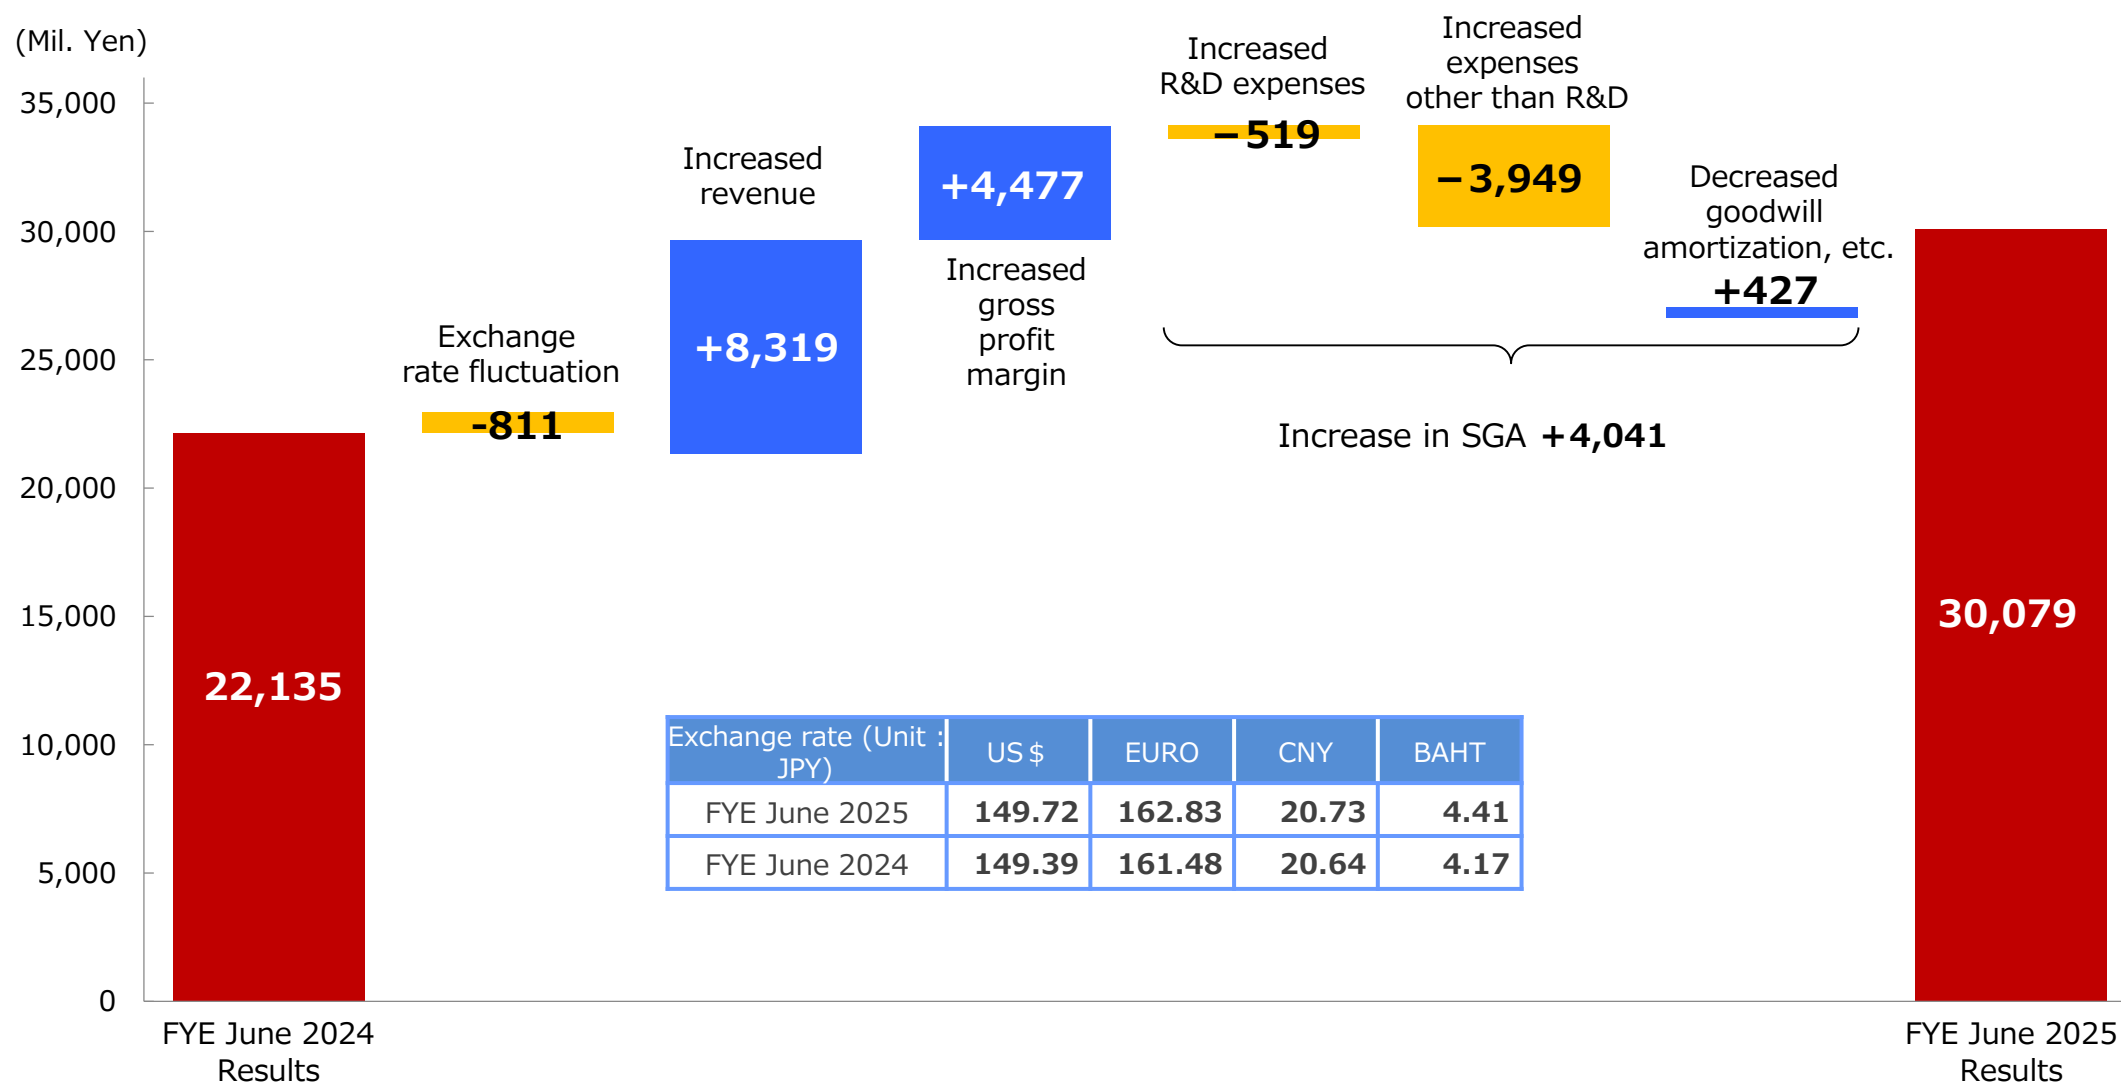 (Mil. Yen)
35,000
30,000
25,000
20,000
15,000
10,000
5,000
0
22,135
FYE June 2024
Results
Exchange
rate fluctuation
-811
Increased
revenue
+8,319
+4,477
Increased
gross
profit
margin
Increased
R&D expenses
−519
Increased
expenses
other than R&D
−3,949
Decreased
goodwill
amortization, etc.
+427
Increase in SGA +4,041
30,079
FYE June 2025
Results
Exchange rate (Unit : JPY) US $ EURO CNY BAHT
FYE June 2025 149.72 162.83 20.73 4.41
FYE June 2024 149.39 161.48 20.64 4.17